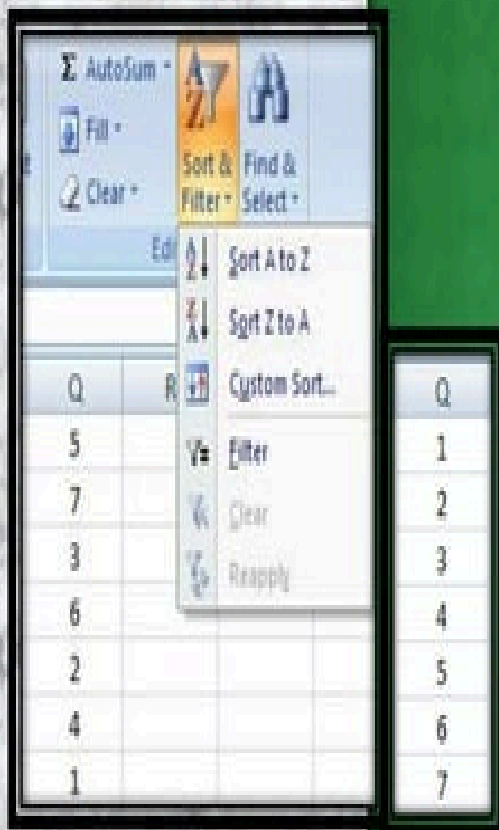 Σ AutoSum
Fill
Clear
Sort & Filter
Find & Select
Edi
Sort A to Z
Sort Z to A
Custom Sort...
Filter
Clear
Reapply
Q R
5
7
3
6
2
4
1
Q
1
2
3
4
5
6
7